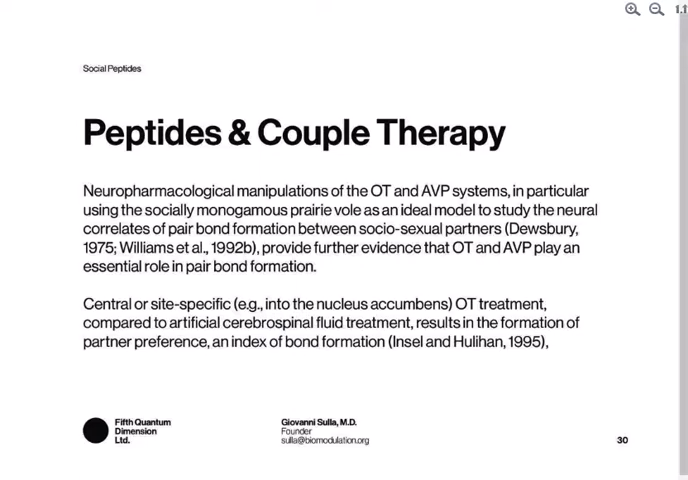 1.1
Social Peptides
Peptides & Couple Therapy
Neuropharmacological manipulations of the OT and AVP systems, in particular
using the socially monogamous prairie vole as an ideal model to study the neural
correlates of pair bond formation between socio-sexual partners (Dewsbury,
1975; Williams et al., 1992b), provide further evidence that OT and AVP play an
essential role in pair bond formation.
Central or site-specific (e.g., into the nucleus accumbens) OT treatment,
compared to artificial cerebrospinal fluid treatment, results in the formation of
partner preference, an index of bond formation (Insel and Hulihan, 1995),
Fifth Quantum
Dimension
Ltd.
Giovanni Sulla, M.D.
Founder
sulla@biomodulation.org
30